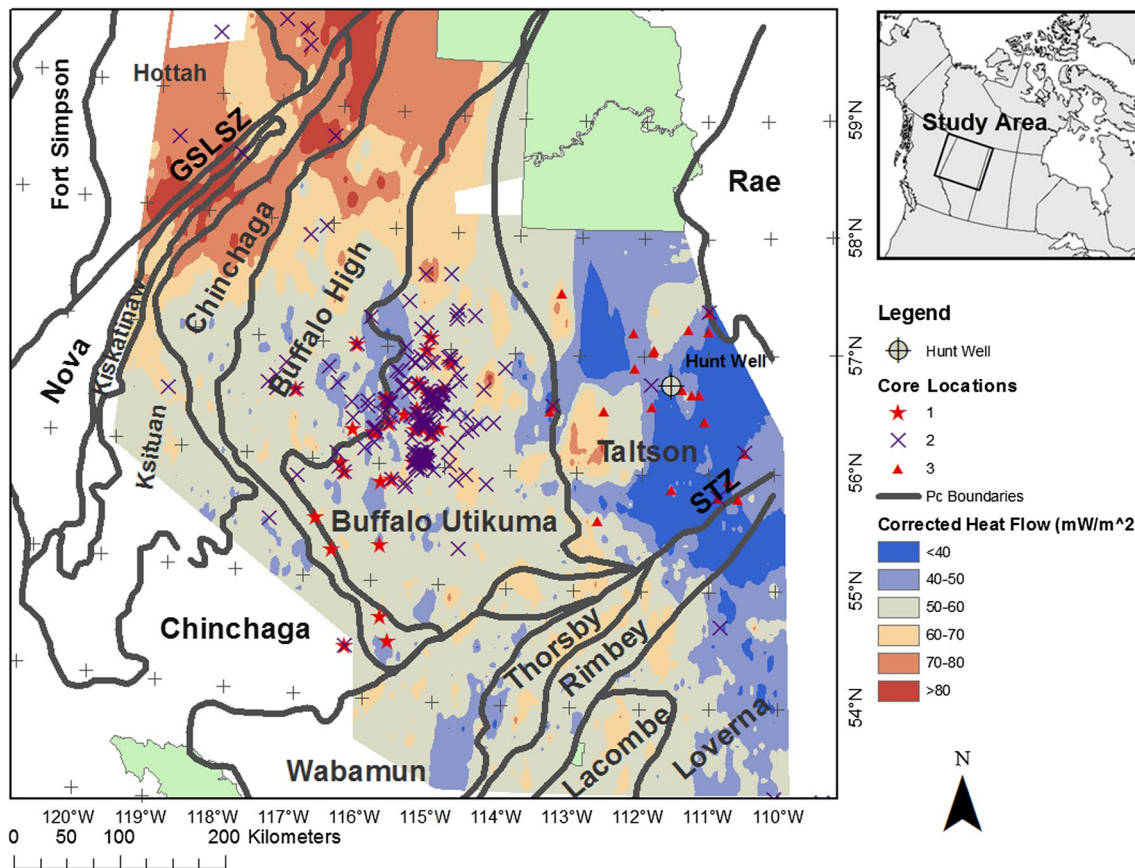 Hottah
Fort Simpson
GSLSZ
Rae
Chinchaga
Buffalo High
Kiskatinaw
Nova
Ksituan
Hunt Well
Taltson
STZ
Buffalo Utikuma
Chinchaga
Thorsby
Rimbey
Wabamun
Lacombe
Loverna
59°N
58°N
57°N
56°N
55°N
54°N
120°W 119°W 118°W 117°W 116°W 115°W 114°W 113°W 112°W 111°W 110°W
0 50 100 200 Kilometers
Study Area
Legend
Hunt Well
Core Locations
1
2
3
Pc Boundaries
Corrected Heat Flow (mW/m^2
<40
40-50
50-60
60-70
70-80
>80
N